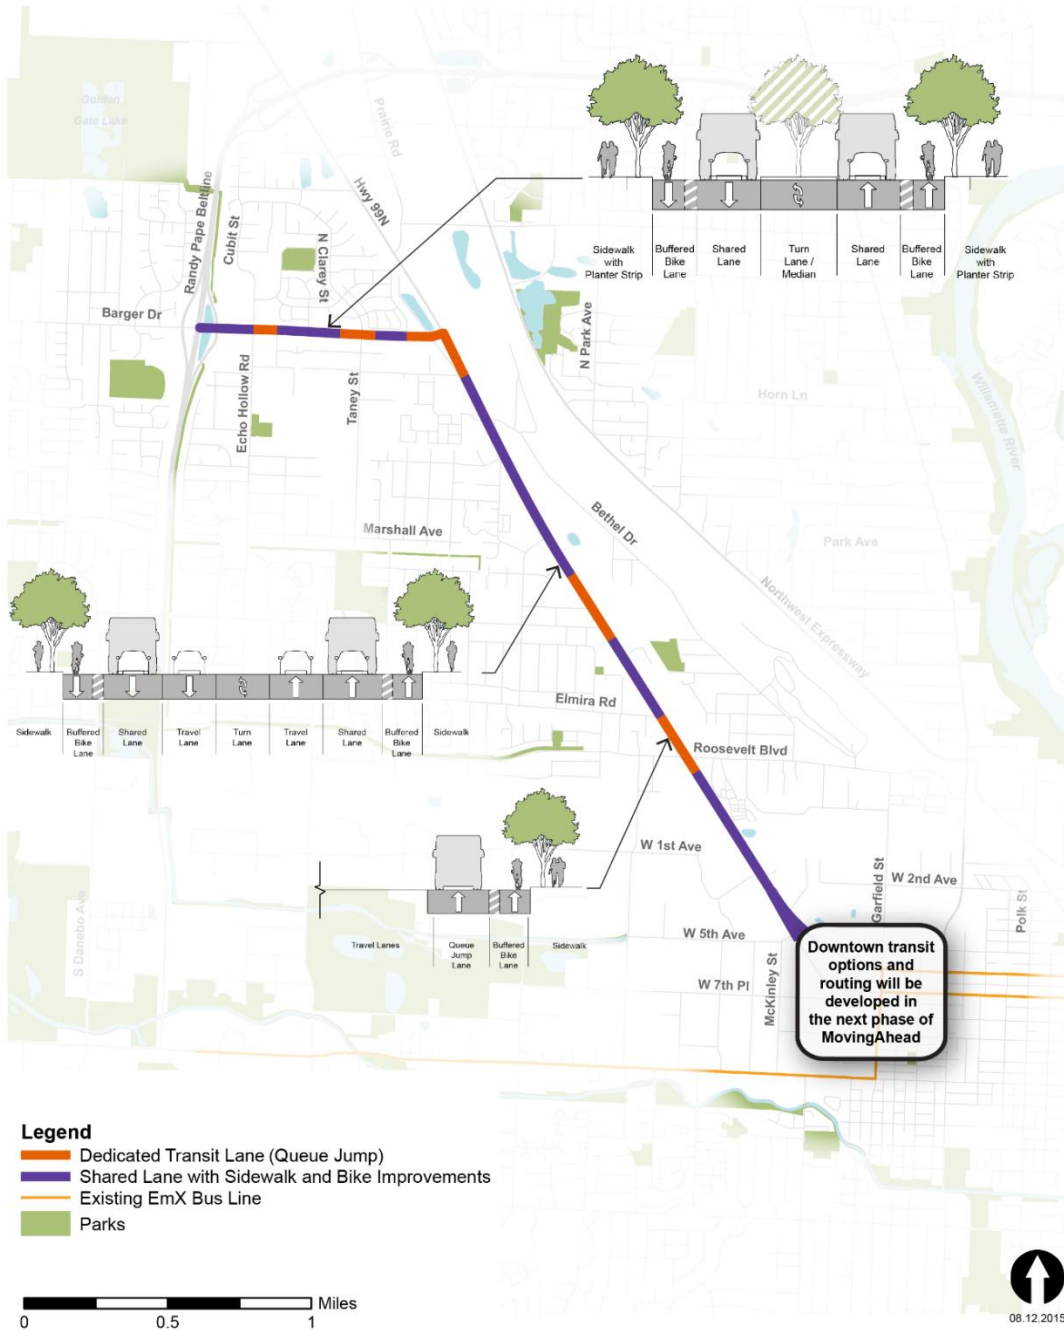 Golden
Gate Lake
Prairie Rd
Hwy 99N
Randy Pape Beltline
Cubit St
N Clarey St
Barger Dr
Echo Hollow Rd
Taney St
N Park Ave
Horn Ln
Willamette River
Sidewalk
with
Planter Strip
Buffered
Bike
Lane
Shared
Lane
Turn
Lane /
Median
Shared
Lane
Buffered
Bike
Lane
Sidewalk
with
Planter Strip
Marshall Ave
Bethel Dr
Park Ave
Northwest Expressway
Sidewalk
Buffered
Bike
Lane
Shared
Lane
Travel
Lane
Turn
Lane
Travel
Lane
Shared
Lane
Buffered
Bike
Lane
Sidewalk
Elmira Rd
Roosevelt Blvd
W 1st Ave
W 2nd Ave
Garfield St
Polk St
S Danebo Ave
Travel Lanes
Queue
Jump
Lane
Buffered
Bike
Lane
Sidewalk
W 5th Ave
W 7th Pl
McKinley St
Downtown transit
options and
routing will be
developed in
the next phase of
MovingAhead
Legend
Dedicated Transit Lane (Queue Jump)
Shared Lane with Sidewalk and Bike Improvements
Existing EmX Bus Line
Parks
Miles
0 0.5 1
08.12.2015